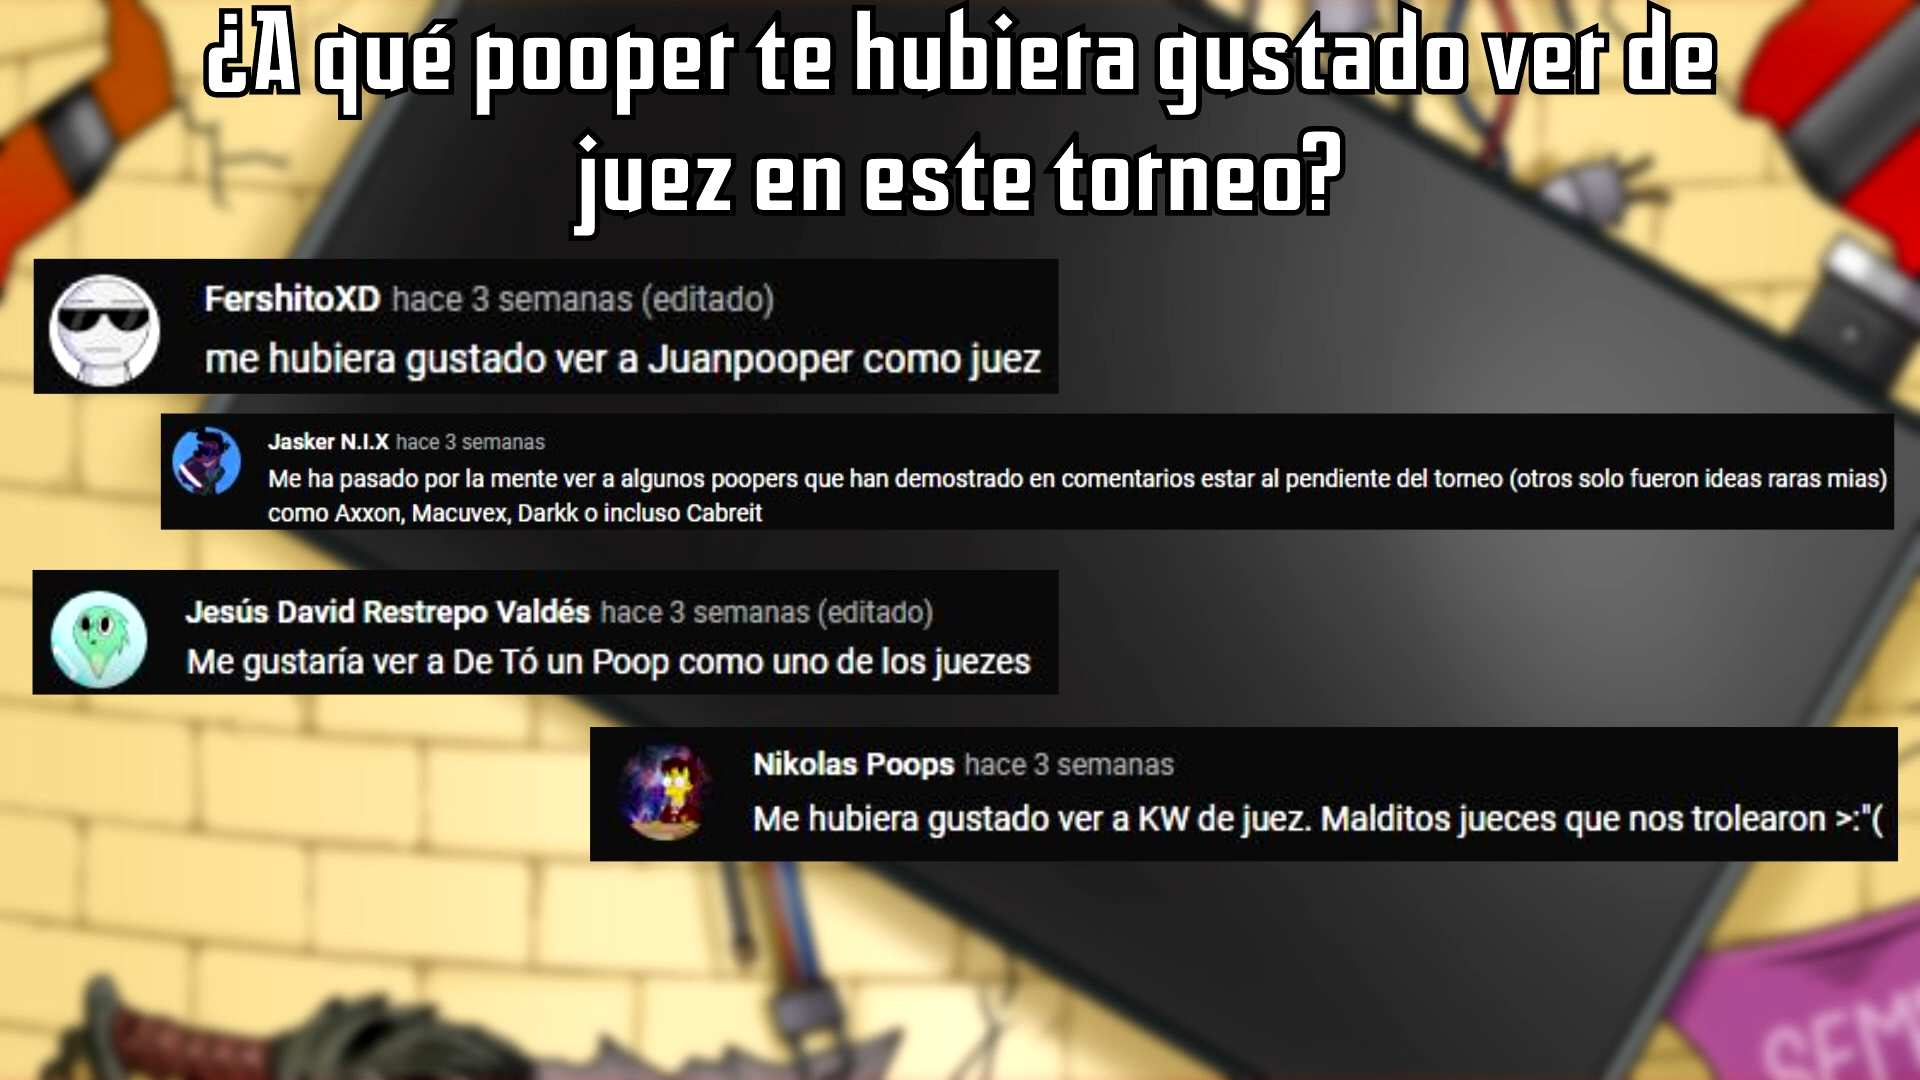 ¿A qué pooper te hubiera gustado ver de
juez en este torneo?
FershitoXD hace 3 semanas (editado)
me hubiera gustado ver a Juanpooper como juez
Jasker N.I.X hace 3 semanas
Me ha pasado por la mente ver a algunos poopers que han demostrado en comentarios estar al pendiente del torneo (otros solo fueron ideas raras mias)
como Axxon, Macuvex, Darkk o incluso Cabreit
Jesús David Restrepo Valdés hace 3 semanas (editado)
Me gustaría ver a De Tó un Poop como uno de los juezes
Nikolas Poops hace 3 semanas
Me hubiera gustado ver a KW de juez. Malditos jueces que nos trolearon >:"(